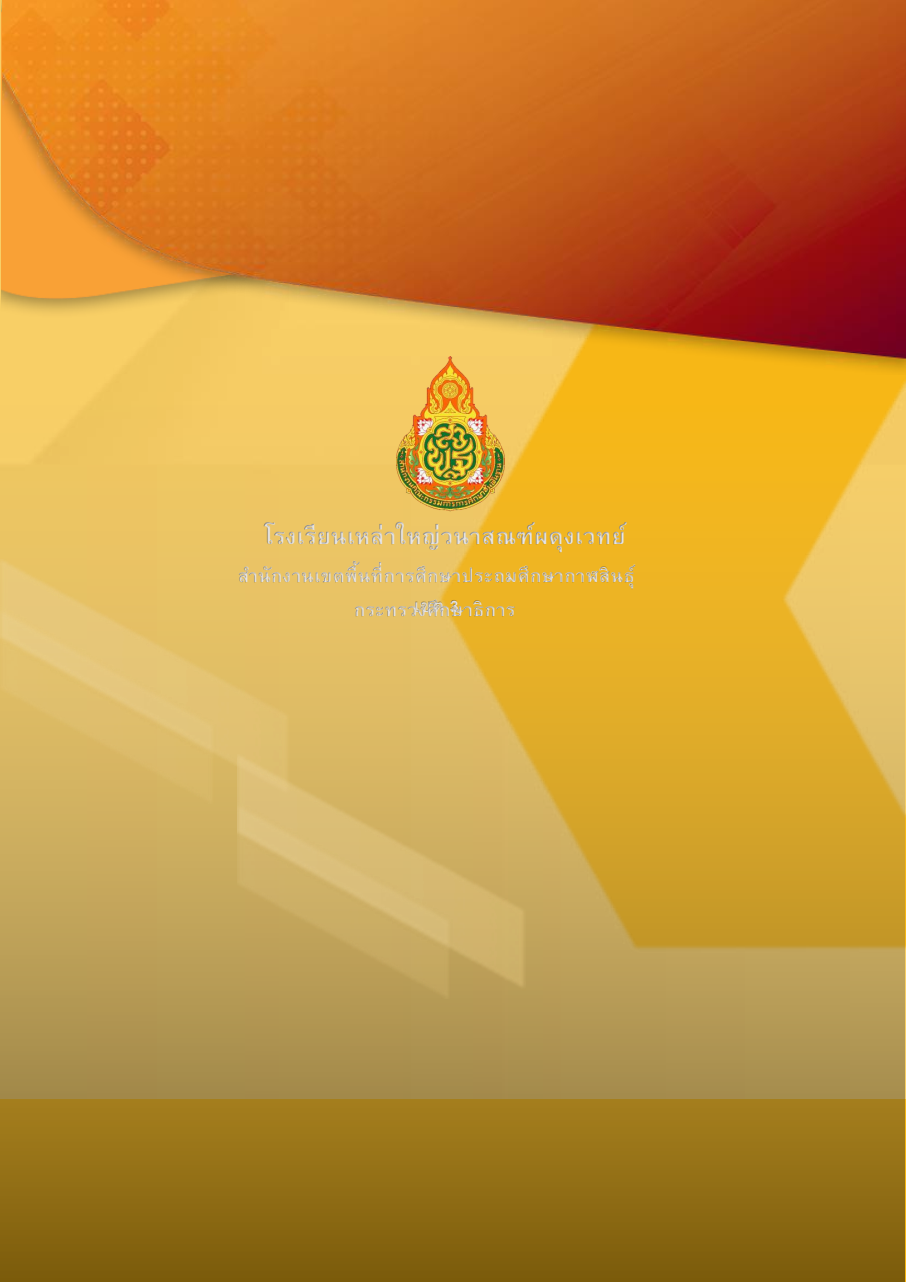 โรงเรียนเหล่าใหญ่วนาสณฑ์ผดุงเวทย์
สำนักงานเขตพื้นที่การศึกษาประถมศึกษากาฬสินธุ์
เขต 3
กระทรวงศึกษาธิการ